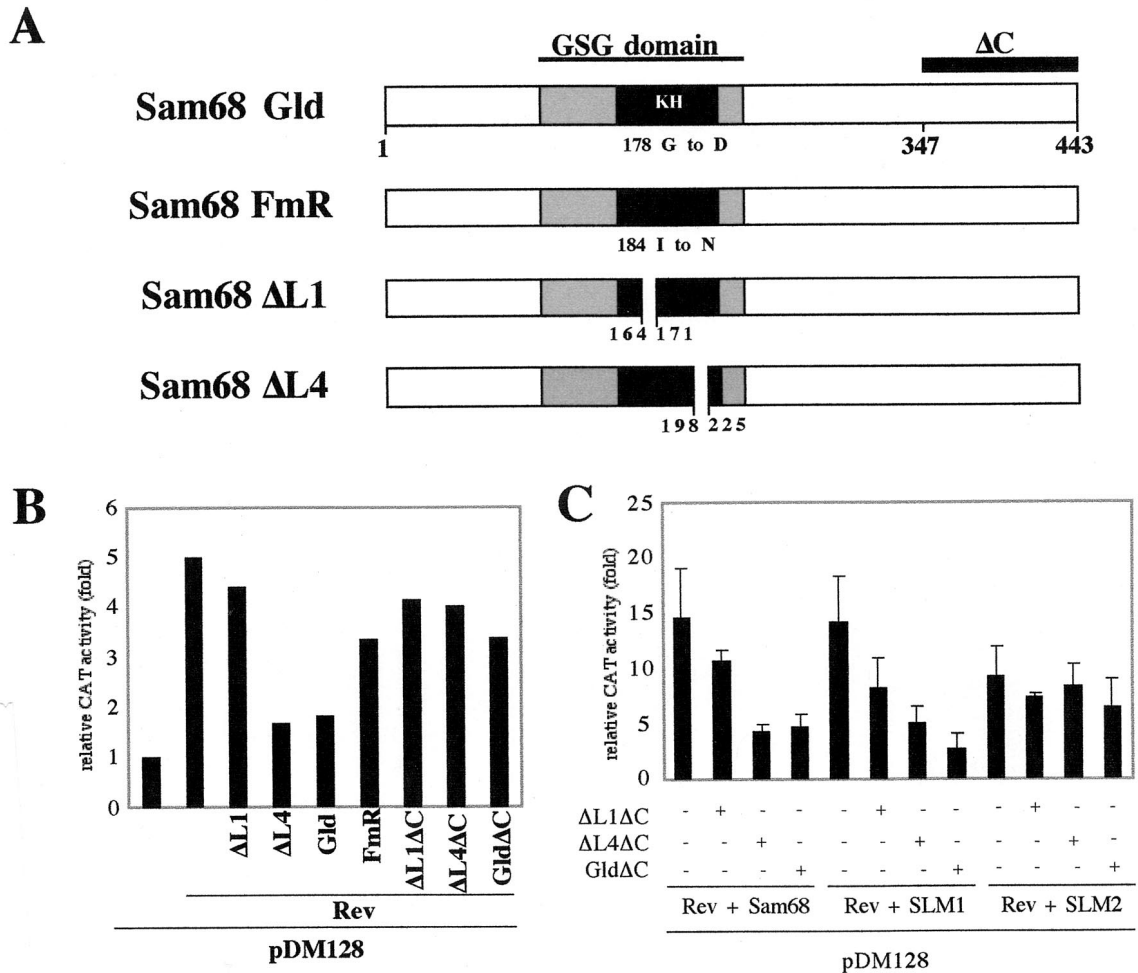 A
GSG domain
ΔC
Sam68 Gld
KH
1
178 G to D
347
443
Sam68 FmR
184 I to N
Sam68 ΔL1
164 171
Sam68 ΔL4
198 225
B
relative CAT activity (fold)
6
5
4
3
2
1
0
ΔL1
ΔL4
Gld
FmR
ΔL1ΔC
ΔL4ΔC
GldΔC
Rev
pDM128
C
relative CAT activity (fold)
25
20
15
10
5
0
ΔL1ΔC - + - - - + - - - + - -
ΔL4ΔC - - + - - - + - - - + -
GldΔC - - - + - - - + - - - +
Rev + Sam68 Rev + SLM1 Rev + SLM2
pDM128